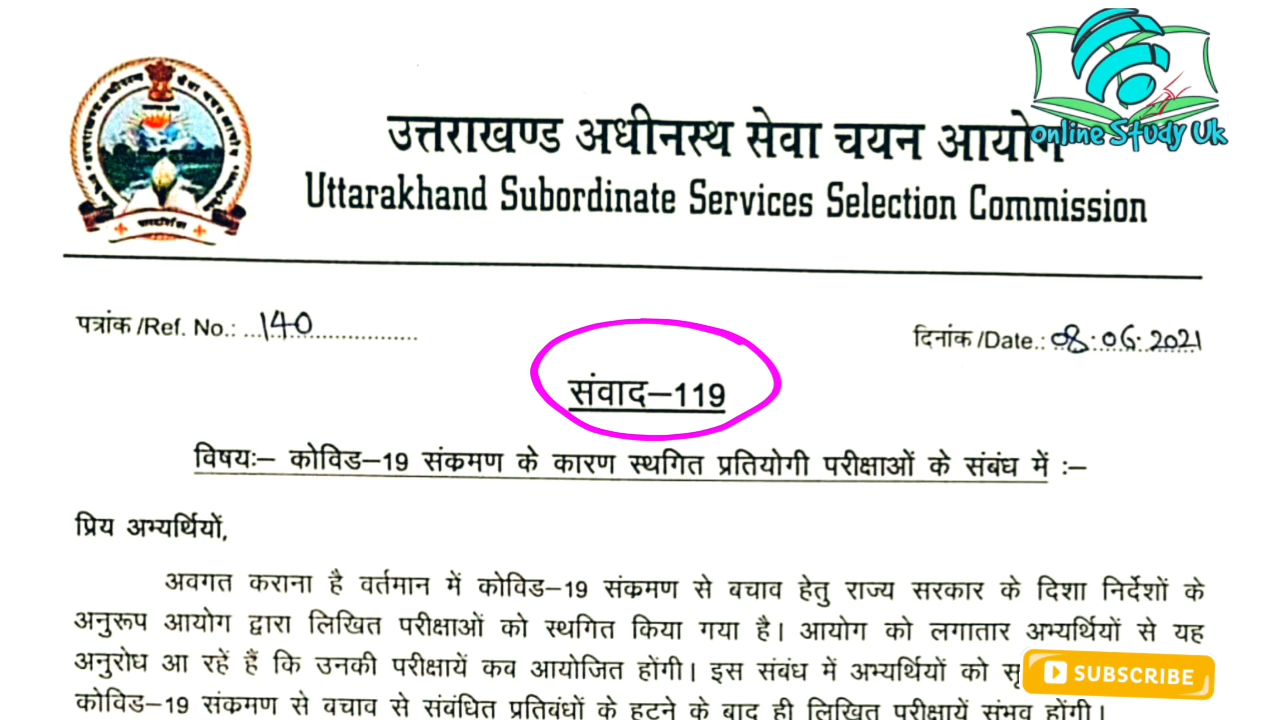 online Study Uk
उत्तराखण्ड अधीनस्थ सेवा चयन आयोग
Uttarakhand Subordinate Services Selection Commission
पत्रांक /Ref. No.: ...140...................
दिनांक /Date.: 08:06:2021
संवाद–119
विषयः– कोविड–19 संकमण के कारण स्थगित प्रतियोगी परीक्षाओं के संबंध में :–
प्रिय अभ्यर्थियों,
अवगत कराना है वर्तमान में कोविड–19 संकमण से बचाव हेतु राज्य सरकार के दिशा निर्देशों के
अनुरूप आयोग द्वारा लिखित परीक्षाओं को स्थगित किया गया है। आयोग को लगातार अभ्यर्थियों से यह
अनुरोध आ रहें हैं कि उनकी परीक्षायें कब आयोजित होंगी। इस संबंध में अभ्यर्थियों को
SUBSCRIBE
कोविड–19 संकमण से बचाव से संबंधित प्रतिबंधों के हटने के बाद ही लिखित परीक्षायें संभव होंगी।